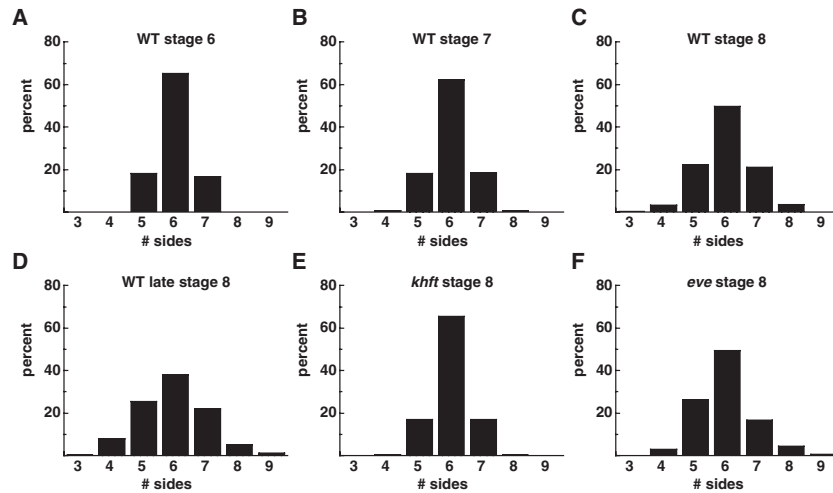 A
WT stage 6
80
60
40
20
percent
3 4 5 6 7 8 9
# sides
B
WT stage 7
80
60
40
20
percent
3 4 5 6 7 8 9
# sides
C
WT stage 8
80
60
40
20
percent
3 4 5 6 7 8 9
# sides
D
WT late stage 8
80
60
40
20
percent
3 4 5 6 7 8 9
# sides
E
khft stage 8
80
60
40
20
percent
3 4 5 6 7 8 9
# sides
F
eve stage 8
80
60
40
20
percent
3 4 5 6 7 8 9
# sides